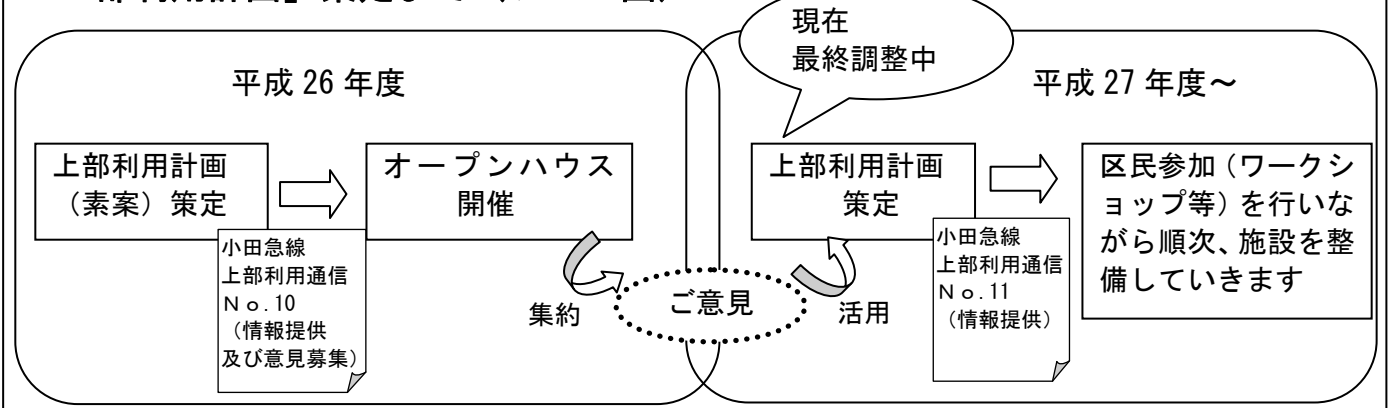 現在
最終調整中
平成 26 年度
平成 27 年度～
上部利用計画
（素案）策定
オープンハウス
開催
上部利用計画
策定
区民参加（ワークシ
ョップ等）を行いな
がら順次、施設を整
備していきます
小田急線
上部利用通信
Ｎｏ.10
（情報提供
及び意見募集）
小田急線
上部利用通信
Ｎｏ.11
（情報提供）
集約
ご意見
活用